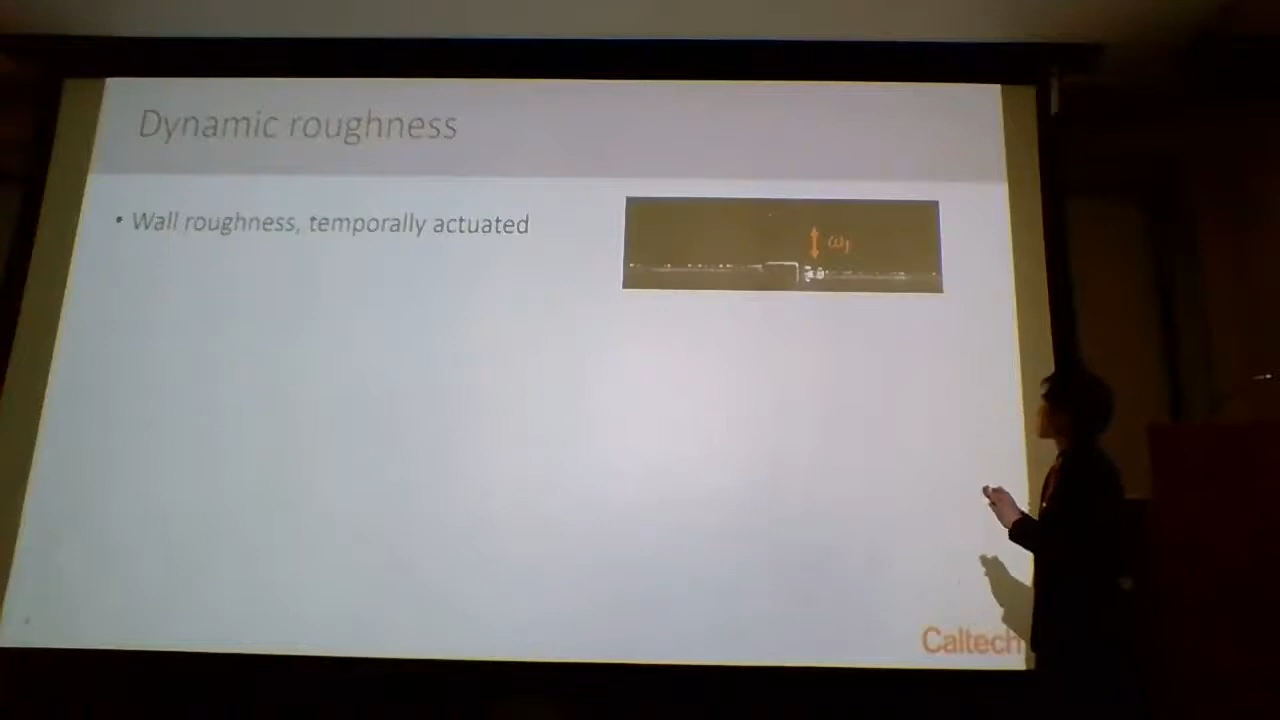 Dynamic roughness
• Wall roughness, temporally actuated
Caltech